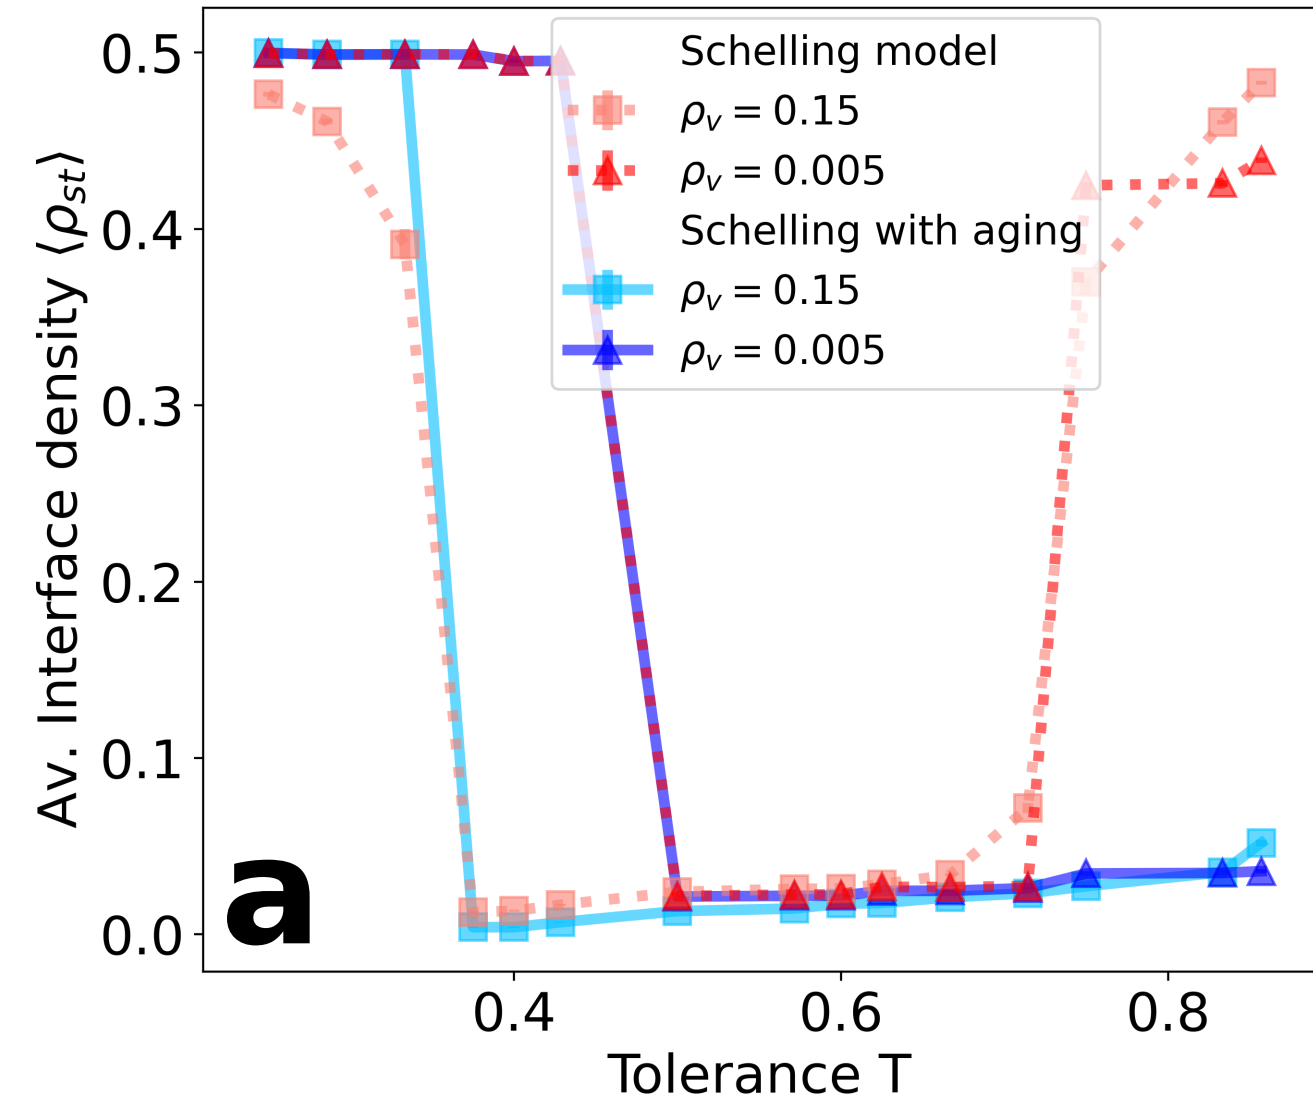 Schelling model
ρv = 0.15
ρv = 0.005
Schelling with aging
ρv = 0.15
ρv = 0.005
Av. Interface density ⟨ρst⟩
0.5
0.4
0.3
0.2
0.1
0.0
a
0.4 0.6 0.8
Tolerance T